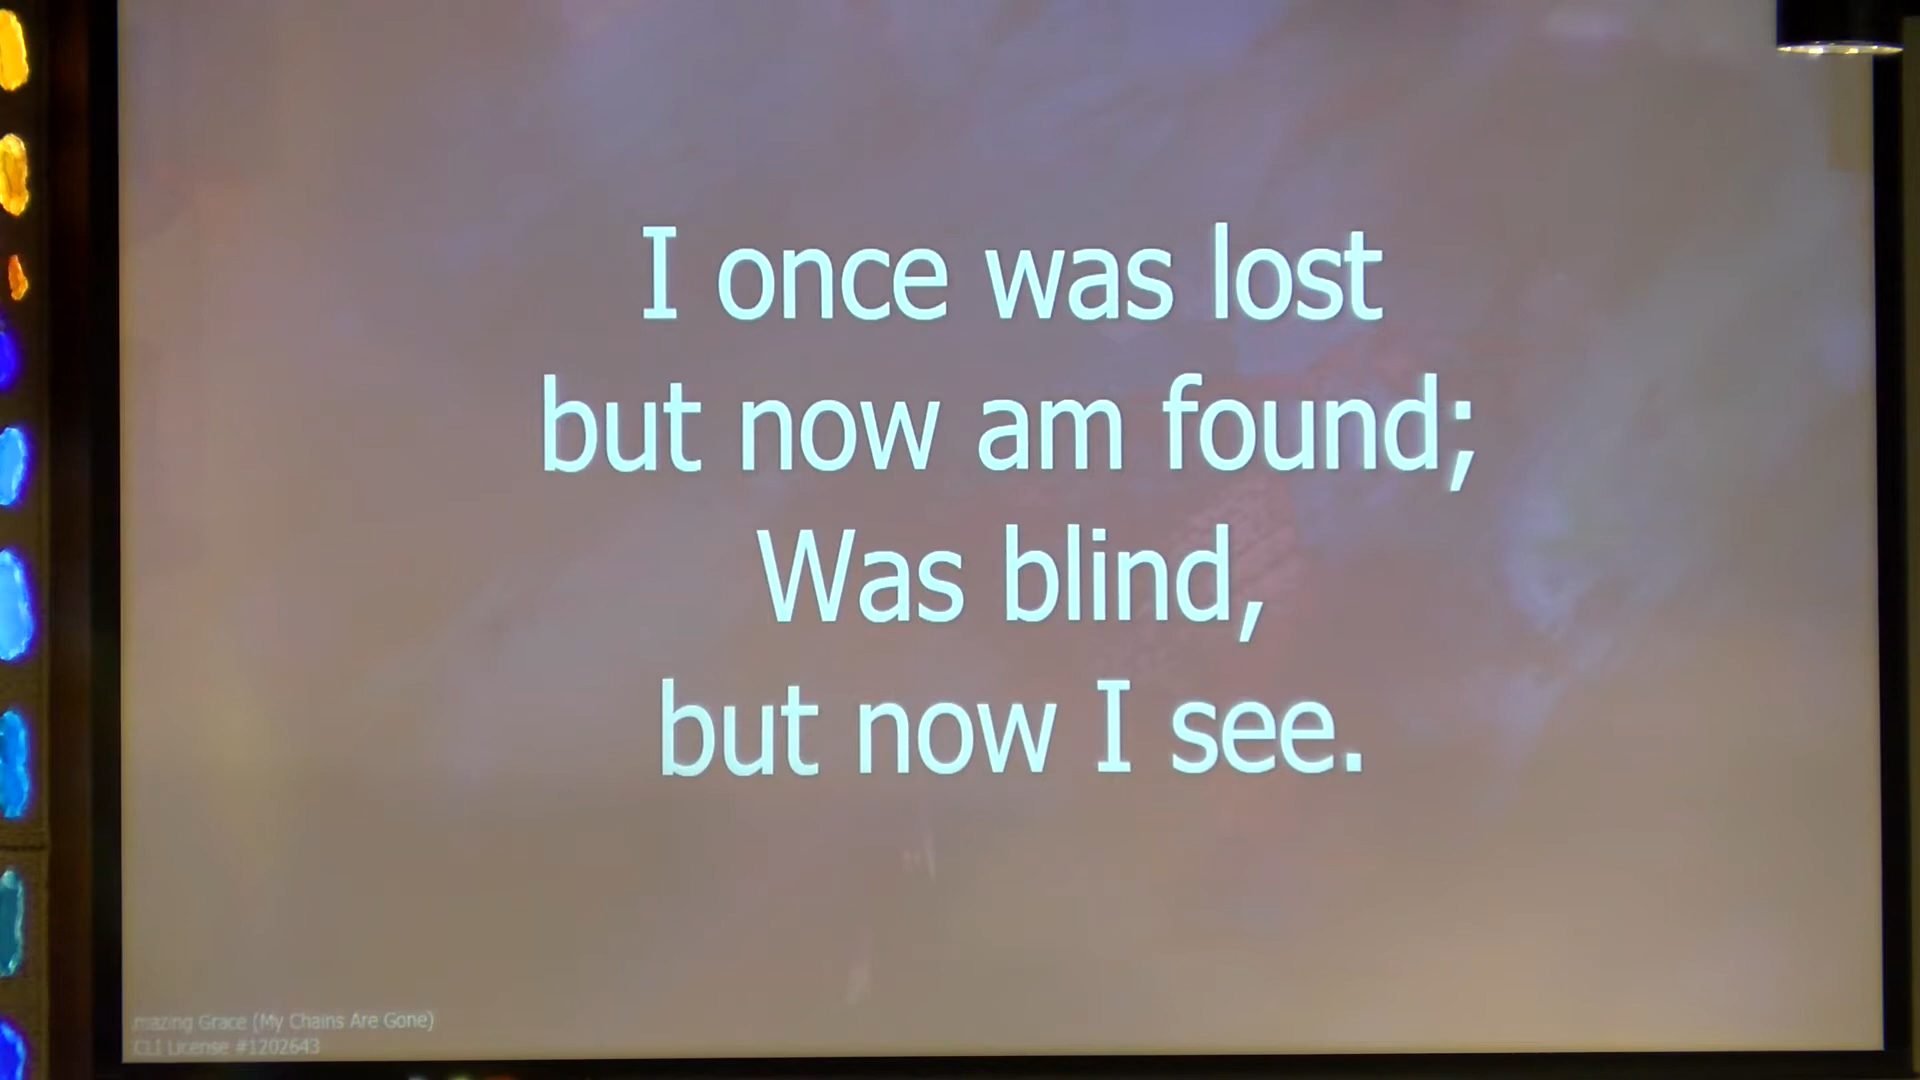 I once was lost
but now am found;
Was blind,
but now I see.
mazing Grace (My Chains Are Gone)
CLI License #1202643